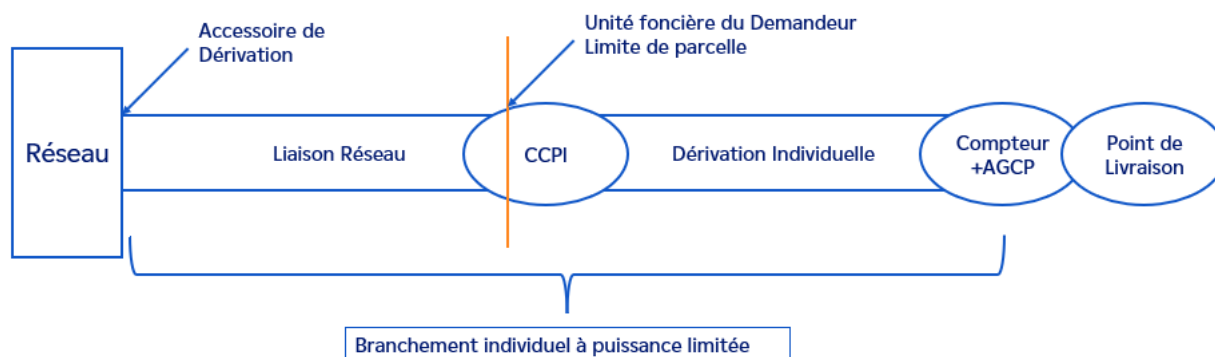 Accessoire de
Dérivation
Unité foncière du Demandeur
Limite de parcelle
Réseau
Liaison Réseau
CCPI
Dérivation Individuelle
Compteur
+AGCP
Point de
Livraison
Branchement individuel à puissance limitée